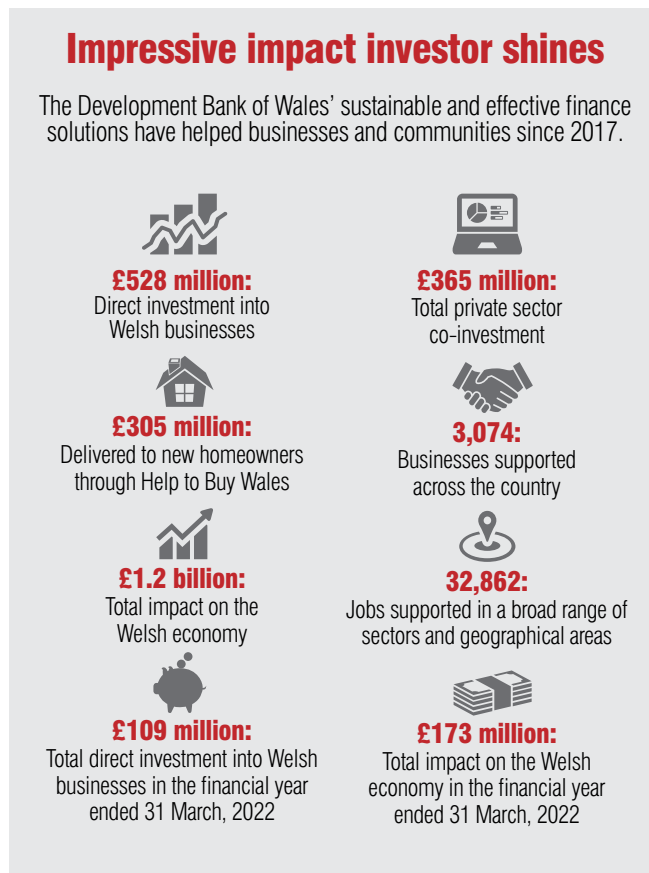 Impressive impact investor shines
The Development Bank of Wales’ sustainable and effective finance
solutions have helped businesses and communities since 2017.
£528 million:
Direct investment into
Welsh businesses
£365 million:
Total private sector
co-investment
£305 million:
Delivered to new homeowners
through Help to Buy Wales
3,074:
Businesses supported
across the country
£1.2 billion:
Total impact on the
Welsh economy
32,862:
Jobs supported in a broad range of
sectors and geographical areas
£109 million:
Total direct investment into Welsh
businesses in the financial year
ended 31 March, 2022
£173 million:
Total impact on the Welsh
economy in the financial year
ended 31 March, 2022